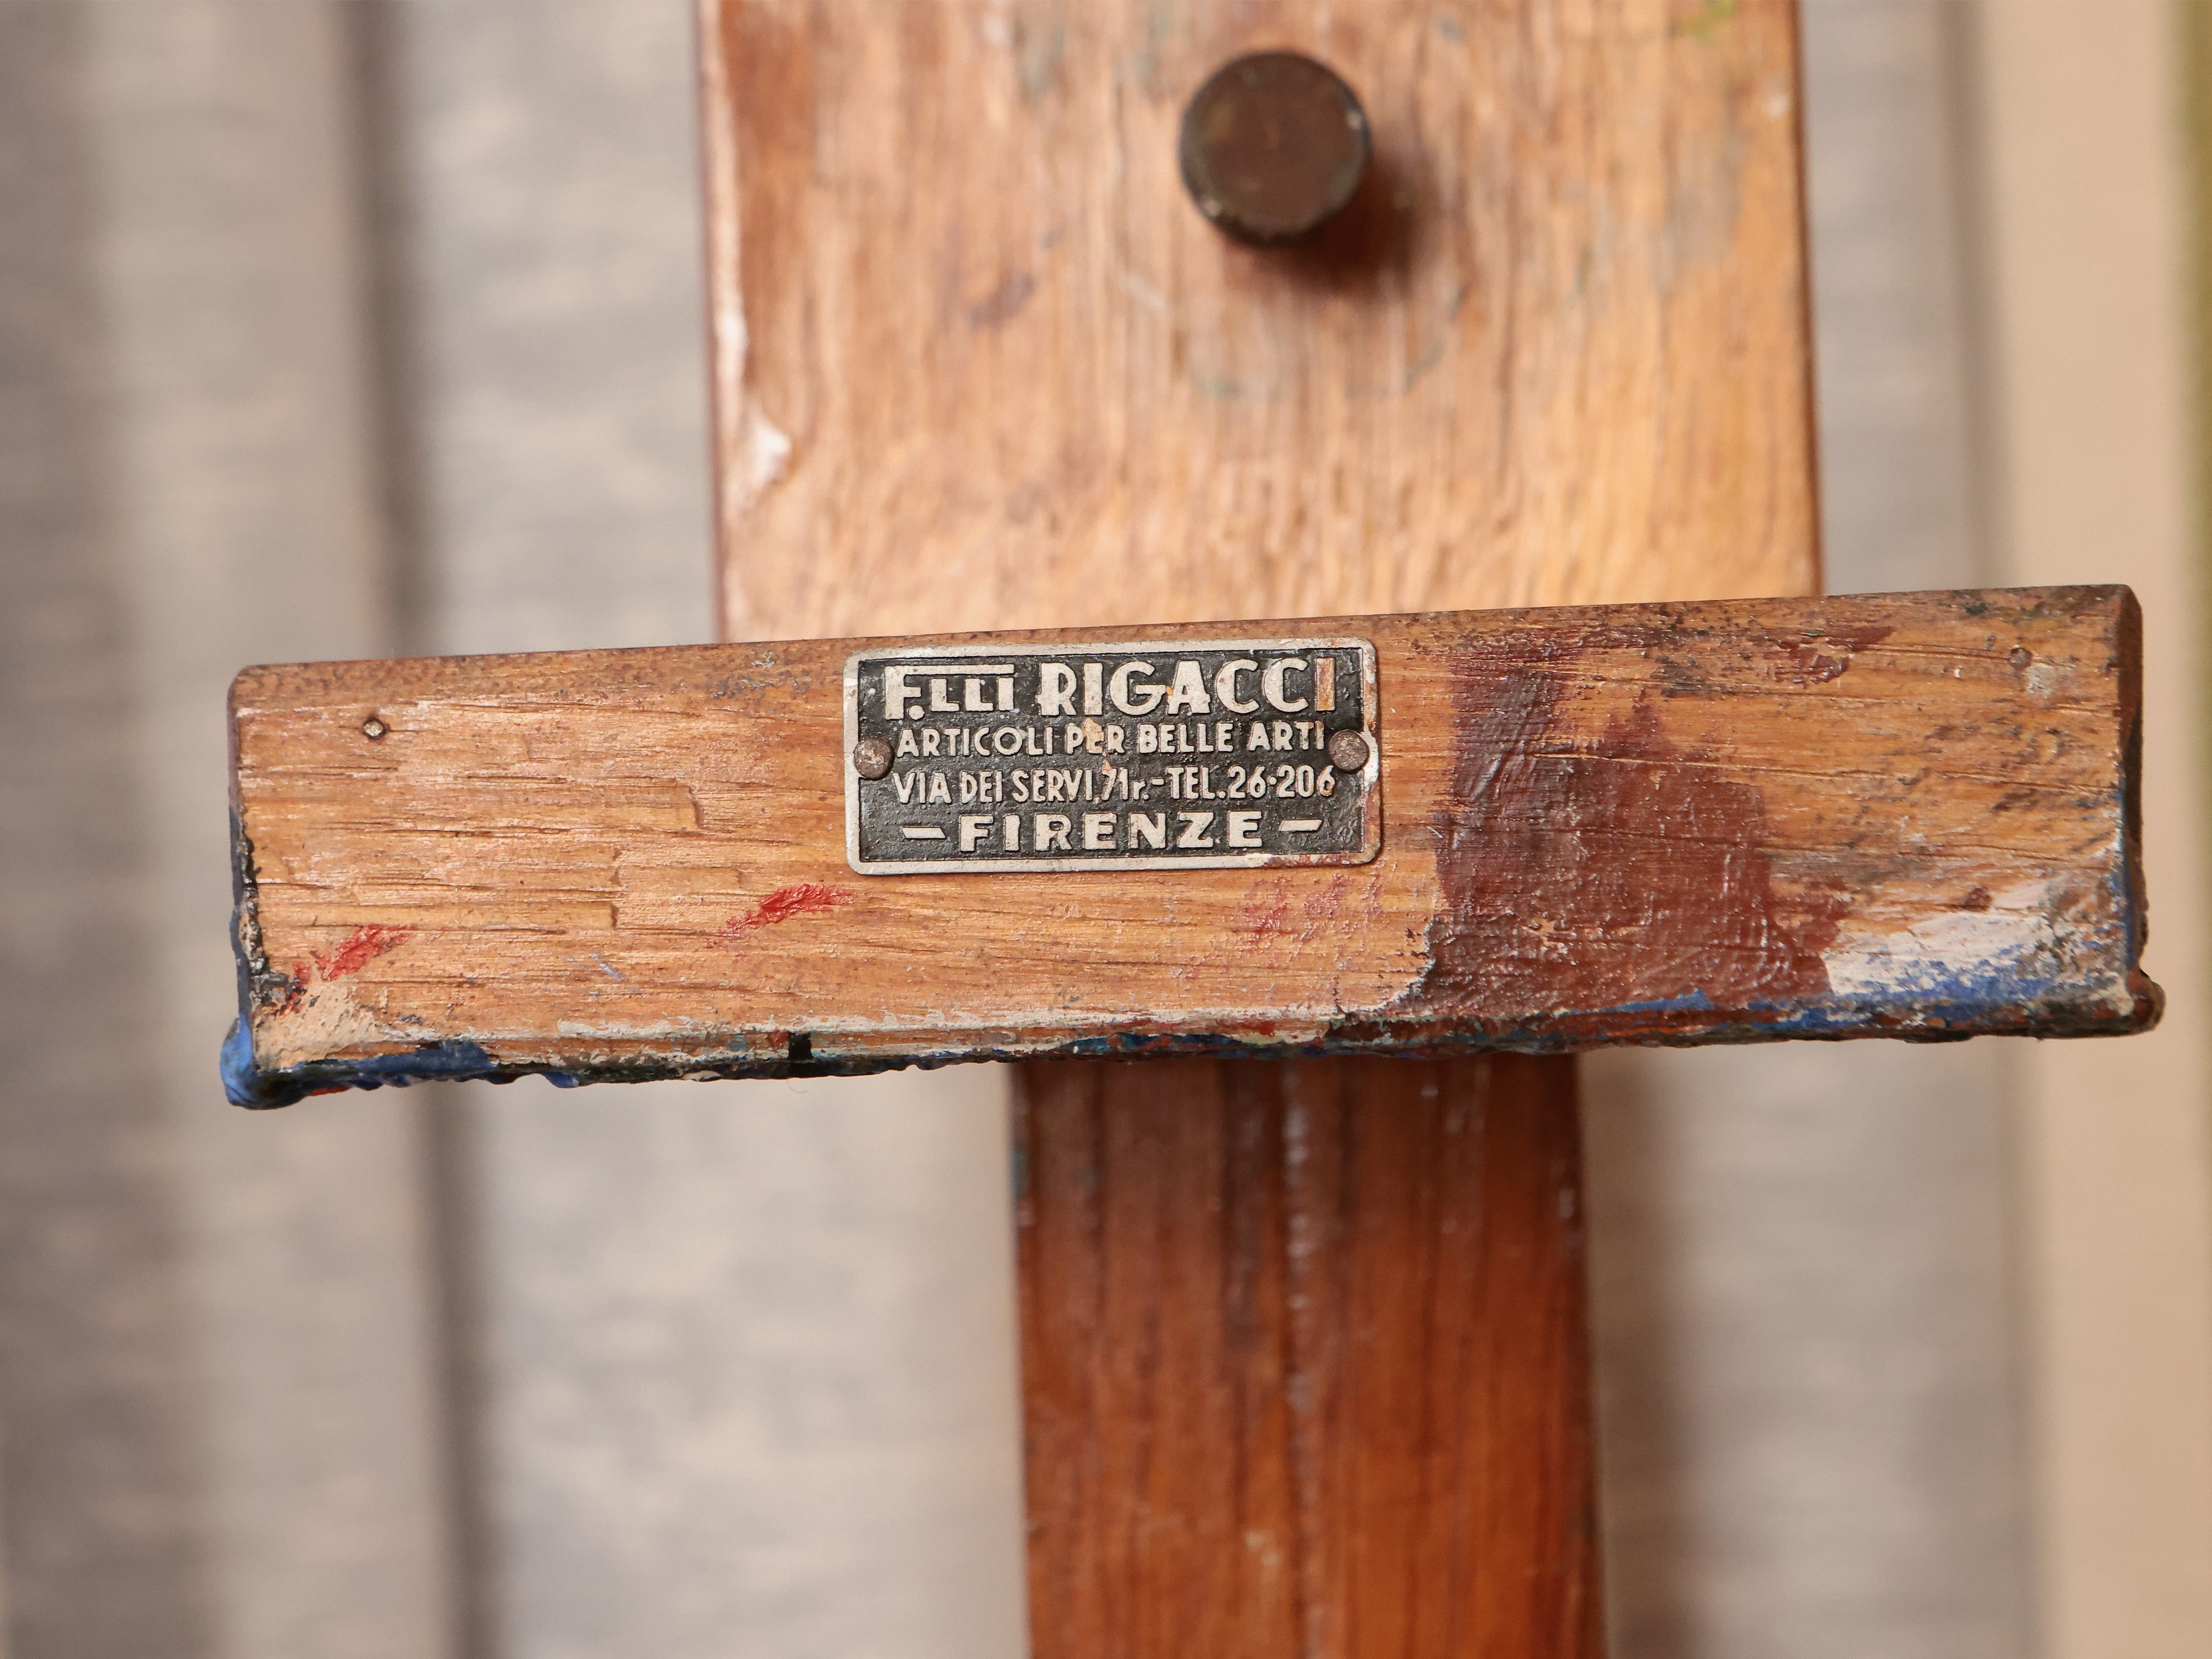 F.LLI RIGACCI
ARTICOLI PER BELLE ARTI
VIA DEI SERVI,71r.-TEL.26·206
-FIRENZE-